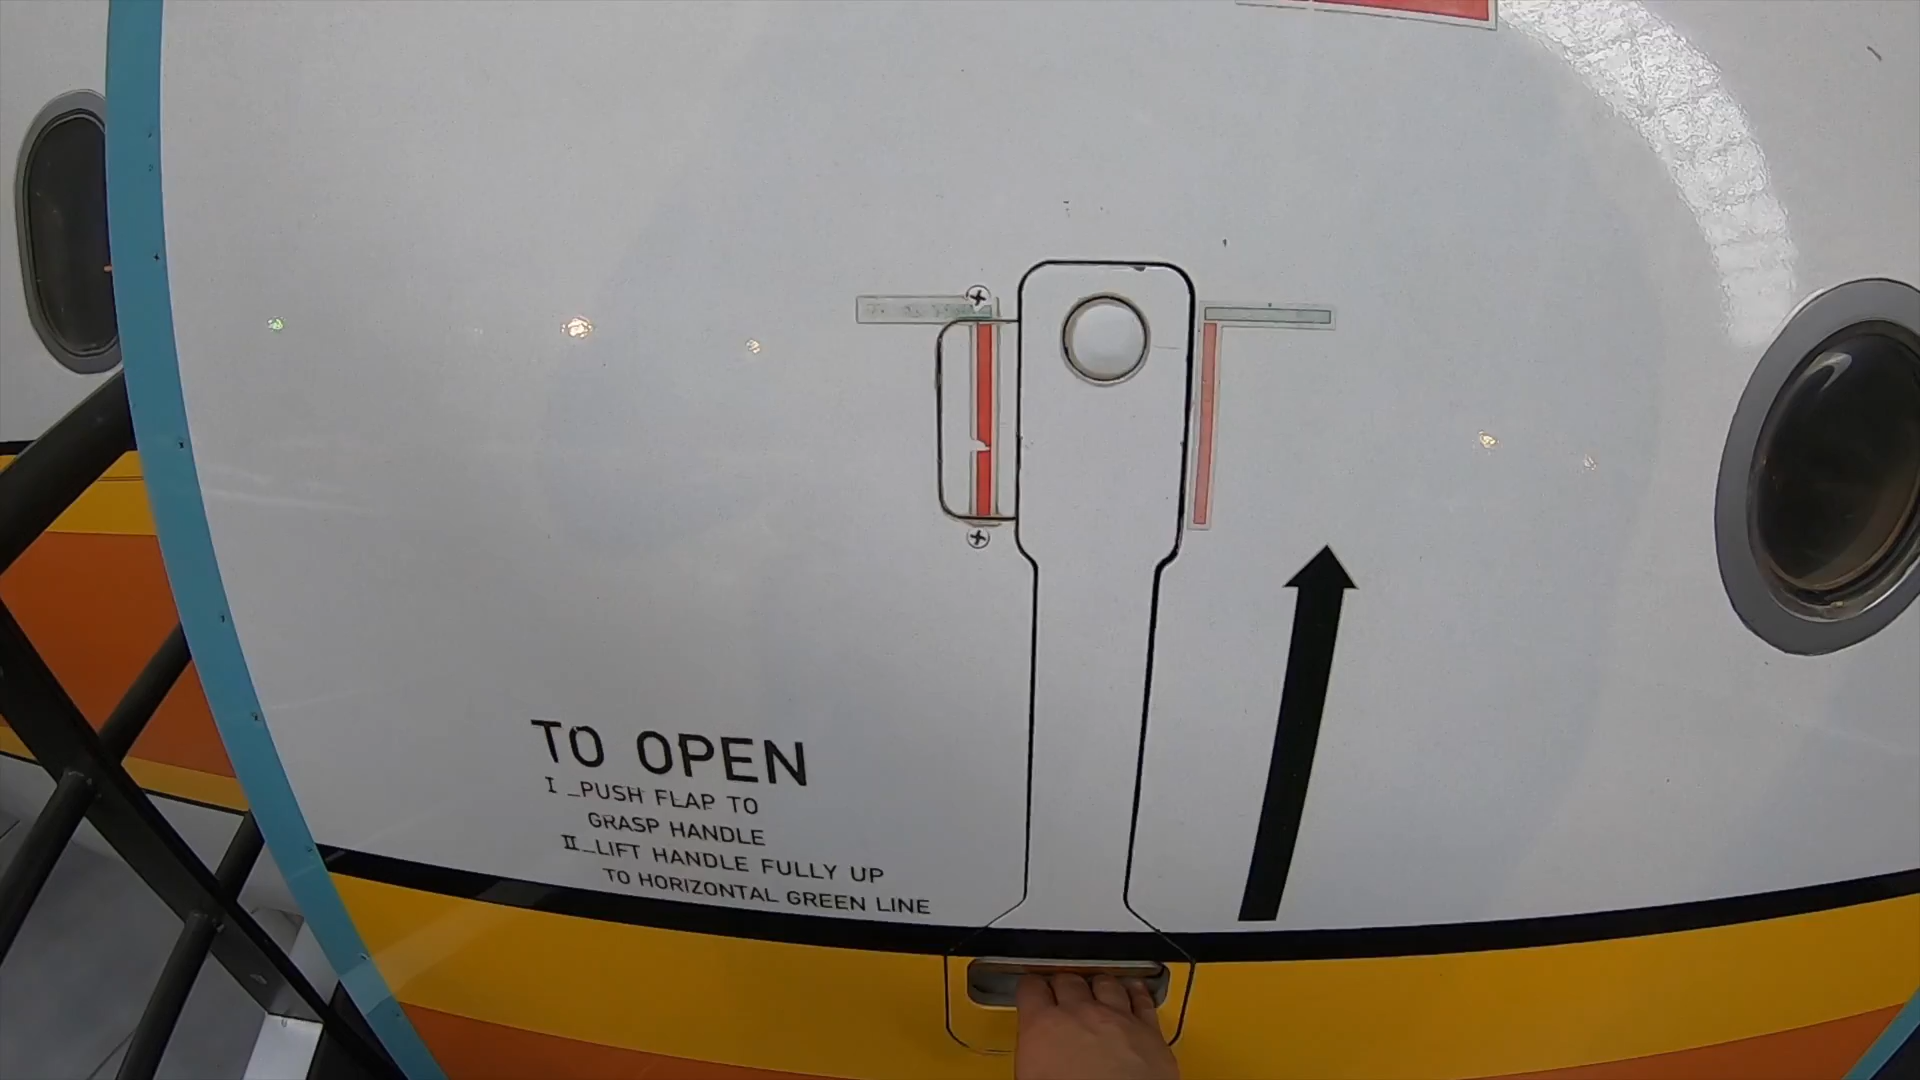 TO OPEN
I _PUSH FLAP TO
GRASP HANDLE
II_LIFT HANDLE FULLY UP
TO HORIZONTAL GREEN LINE